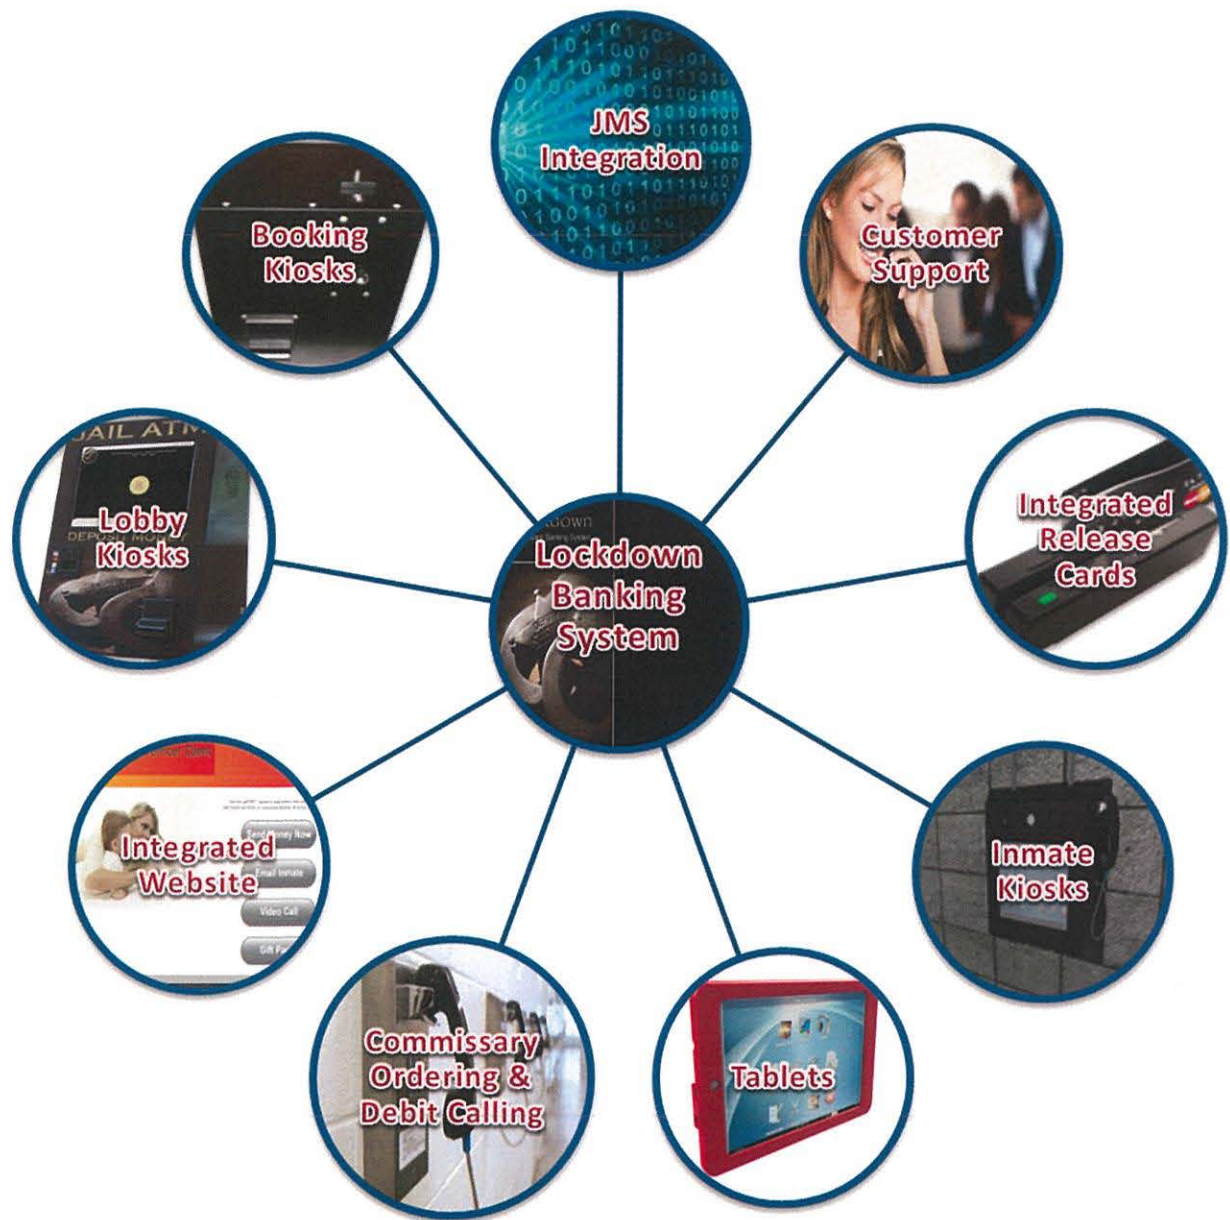 JMS
Integration
Customer
Support
Integrated
Release
Cards
Inmate
Kiosks
Tablets
Commissary
Ordering &
Debit Calling
Integrated
Website
Send Money Now
Email Inmate
Video Call
Lobby
Kiosks
JAIL ATM
DEPOSIT MONEY
Booking
Kiosks
Lockdown
Banking
System